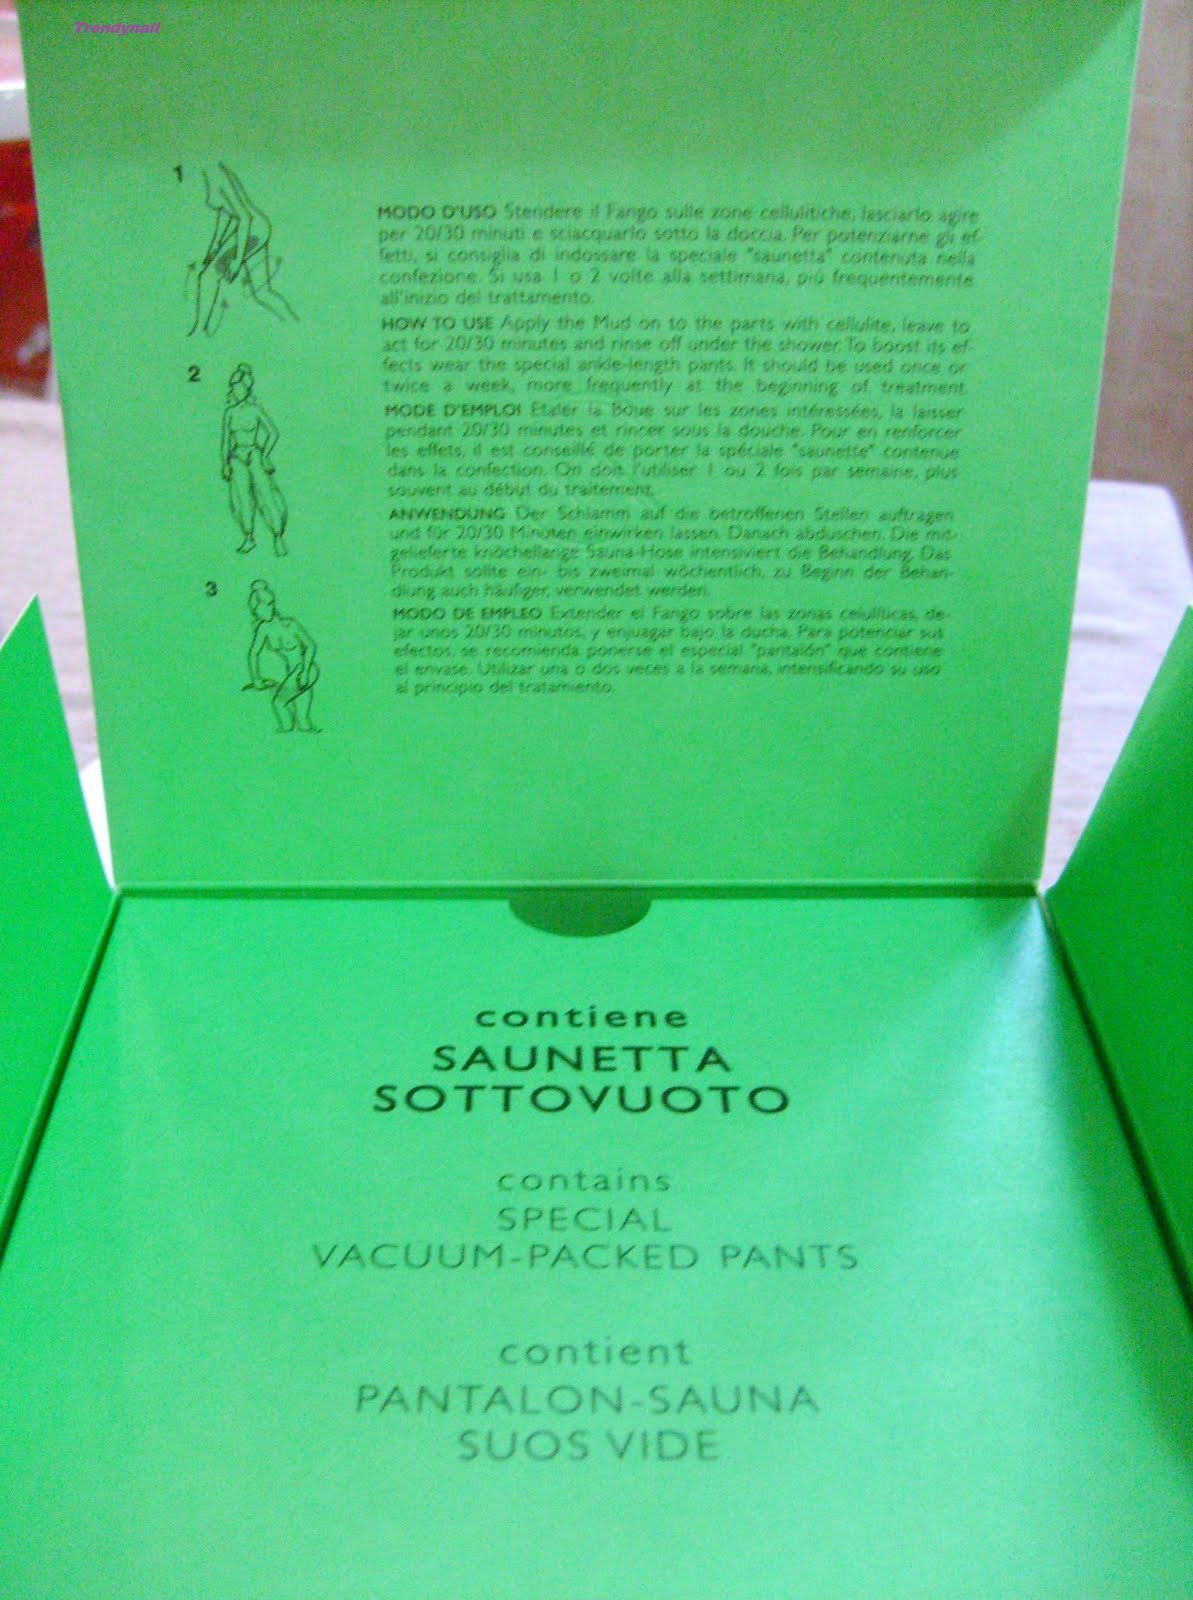 Trendynail
1
MODO D'USO Stendere il Fango sulle zone cellulitiche, lasciarlo agire
per 20/30 minuti e sciacquarlo sotto la doccia. Per potenziarne gli ef-
fetti, si consiglia di indossare la speciale "saunetta" contenuta nella
confezione. Si usa 1 o 2 volte alla settimana, più frequentemente
all'inizio del trattamento.
HOW TO USE Apply the Mud on to the parts with cellulite, leave to
act for 20/30 minutes and rinse off under the shower. To boost its ef-
fects wear the special ankle-length pants. It should be used once or
twice a week, more frequently at the beginning of treatment.
2
MODE D'EMPLOI Etaler la Boue sur les zones intéressées, la laisser
pendant 20/30 minutes et rincer sous la douche. Pour en renforcer
les effets, il est conseillé de porter la spéciale "saunette" contenue
dans la confection. On doit l'utiliser 1 ou 2 fois par semaine, plus
souvent au début du traitement.
ANWENDUNG Der Schlamm auf die betroffenen Stellen auftragen
und für 20/30 Minuten einwirken lassen. Danach abduschen. Die mit-
gelieferte knöchellange Sauna-Hose intensiviert die Behandlung. Das
Produkt sollte ein- bis zweimal wöchentlich, zu Beginn der Behan-
dlung auch häufiger, verwendet werden.
3
MODO DE EMPLEO Extender el Fango sobre las zonas celulíticas, de-
jar unos 20/30 minutos, y enjuagar bajo la ducha. Para potenciar sus
efectos, se recomienda ponerse el especial "pantalón" que contiene
el envase. Utilizar una o dos veces a la semana, intensificando su uso
al principio del tratamiento.
contiene
SAUNETTA
SOTTOVUOTO
contains
SPECIAL
VACUUM-PACKED PANTS
contient
PANTALON-SAUNA
SUOS VIDE